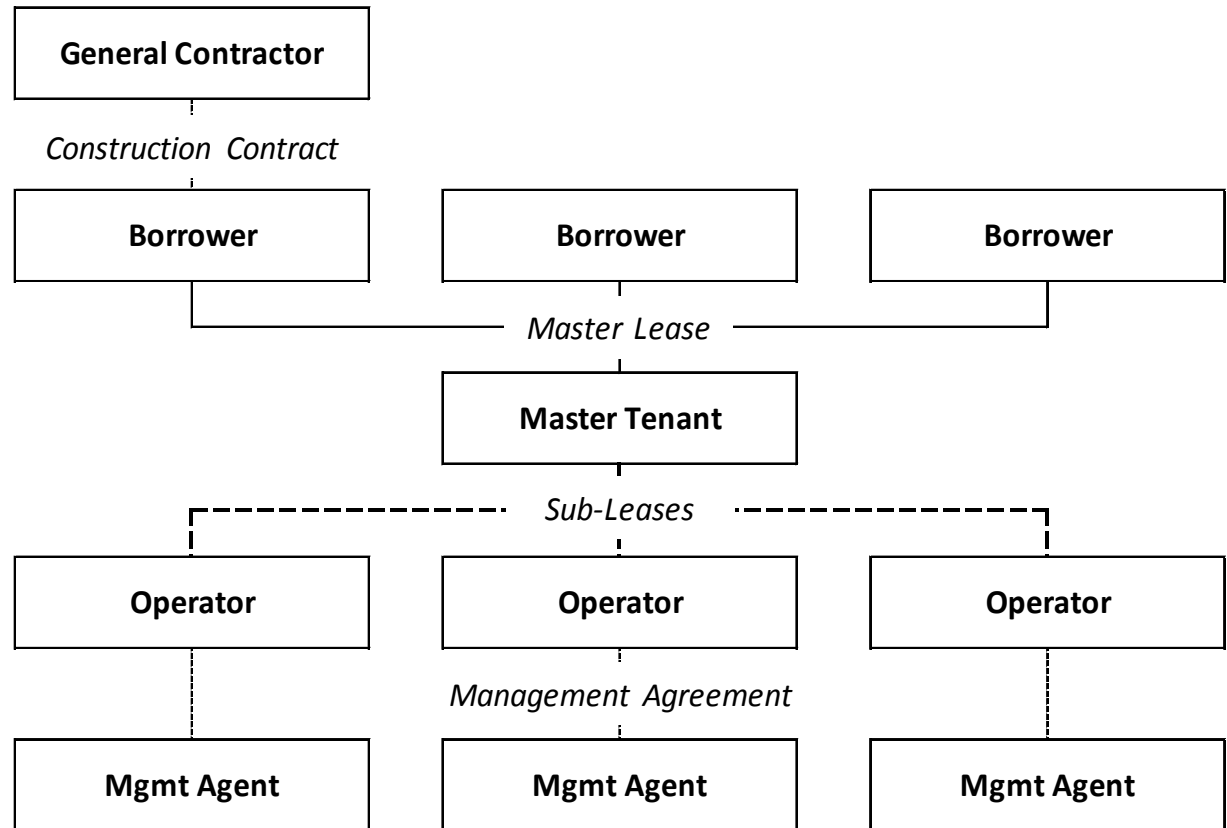 General Contractor
Construction Contract
Borrower
Borrower
Borrower
Master Lease
Master Tenant
Sub-Leases
Operator
Operator
Operator
Management Agreement
Mgmt Agent
Mgmt Agent
Mgmt Agent